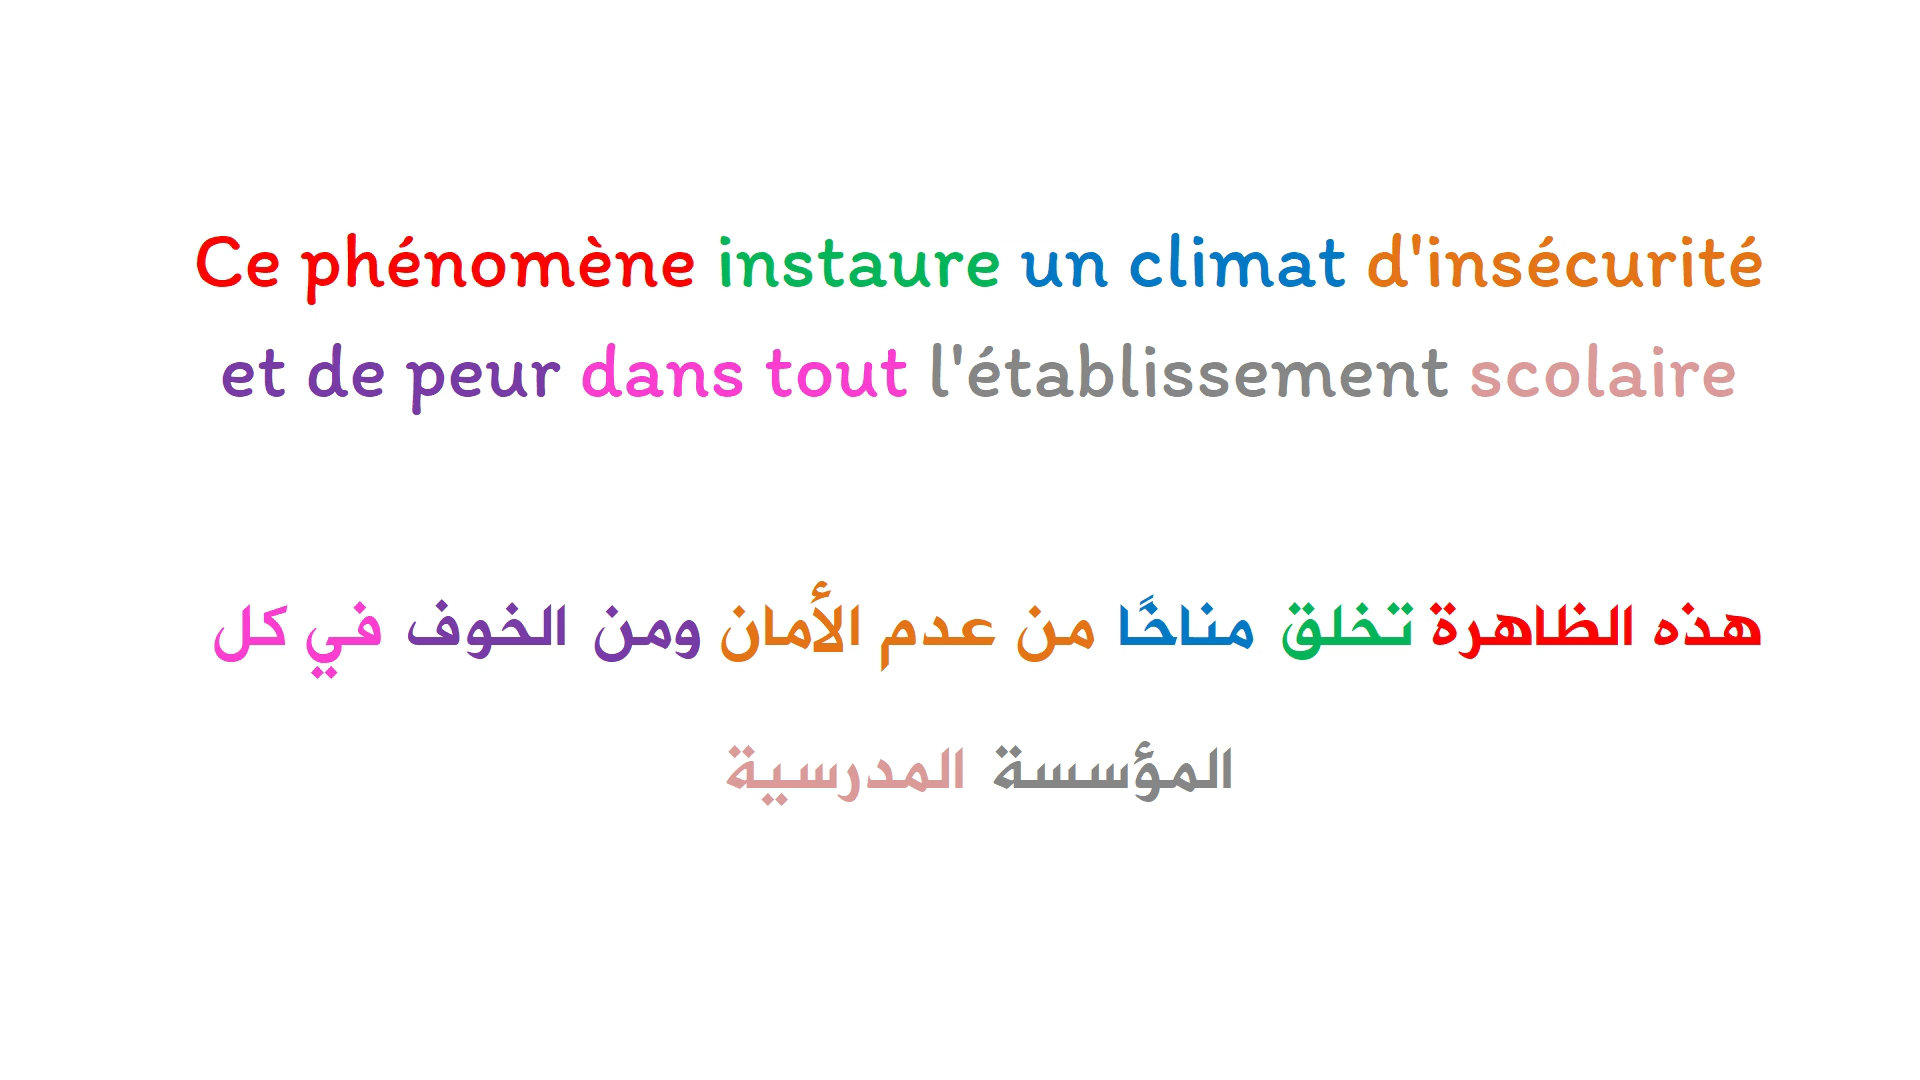 Ce phénomène instaure un climat d'insécurité
et de peur dans tout l'établissement scolaire
هذه الظاهرة تخلق مناخًا من عدم الأمان ومن الخوف في كل
المؤسسة المدرسية